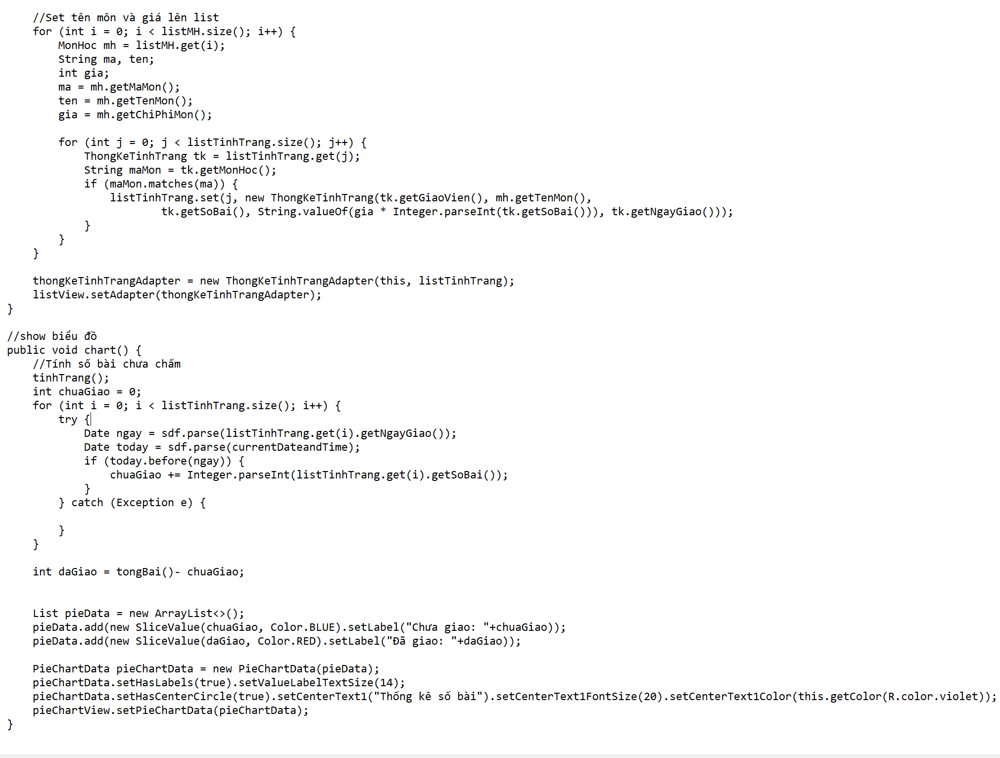 //Set tên môn và giá lên list
for (int i = 0; i < listMH.size(); i++) {
MonHoc mh = listMH.get(i);
String ma, ten;
int gia;
ma = mh.getMaMon();
ten = mh.getTenMon();
gia = mh.getChiPhiMon();
for (int j = 0; j < listTinhTrang.size(); j++) {
ThongKeTinhTrang tk = listTinhTrang.get(j);
String maMon = tk.getMonHoc();
if (maMon.matches(ma)) {
listTinhTrang.set(j, new ThongKeTinhTrang(tk.getGiaoVien(), mh.getTenMon(),
tk.getSoBai(), String.valueOf(gia * Integer.parseInt(tk.getSoBai())), tk.getNgayGiao()));
}
}
}
thongKeTinhTrangAdapter = new ThongKeTinhTrangAdapter(this, listTinhTrang);
listView.setAdapter(thongKeTinhTrangAdapter);
}
//show biểu đồ
public void chart() {
//Tính số bài chưa chấm
tinhTrang();
int chuaGiao = 0;
for (int i = 0; i < listTinhTrang.size(); i++) {
try {
Date ngay = sdf.parse(listTinhTrang.get(i).getNgayGiao());
Date today = sdf.parse(currentDateandTime);
if (today.before(ngay)) {
chuaGiao += Integer.parseInt(listTinhTrang.get(i).getSoBai());
}
} catch (Exception e) {
}
}
int daGiao = tongBai()- chuaGiao;
List pieData = new ArrayList<>();
pieData.add(new SliceValue(chuaGiao, Color.BLUE).setLabel("Chưa giao: "+chuaGiao));
pieData.add(new SliceValue(daGiao, Color.RED).setLabel("Đã giao: "+daGiao));
PieChartData pieChartData = new PieChartData(pieData);
pieChartData.setHasLabels(true).setValueLabelTextSize(14);
pieChartData.setHasCenterCircle(true).setCenterText1("Thống kê số bài").setCenterText1FontSize(20).setCenterText1Color(this.getColor(R.color.violet));
pieChartView.setPieChartData(pieChartData);
}